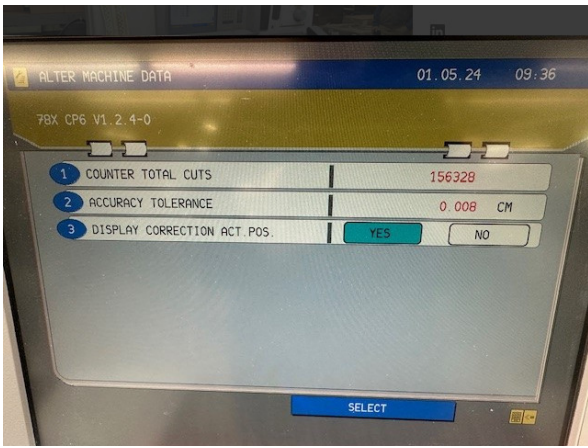 ALTER MACHINE DATA 01.05.24 09:36
78X CP6 V1.2.4-0
1 COUNTER TOTAL CUTS 156328
2 ACCURACY TOLERANCE 0.008 CM
3 DISPLAY CORRECTION ACT.POS. YES NO
SELECT